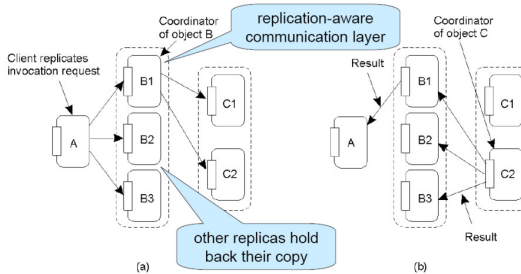 Client replicates
invocation request
Coordinator
of object B
replication-aware
communication layer
A
B1
B2
B3
C1
C2
other replicas hold
back their copy
(a)
Coordinator
of object C
Result
A
B1
B2
B3
C1
C2
Result
(b)